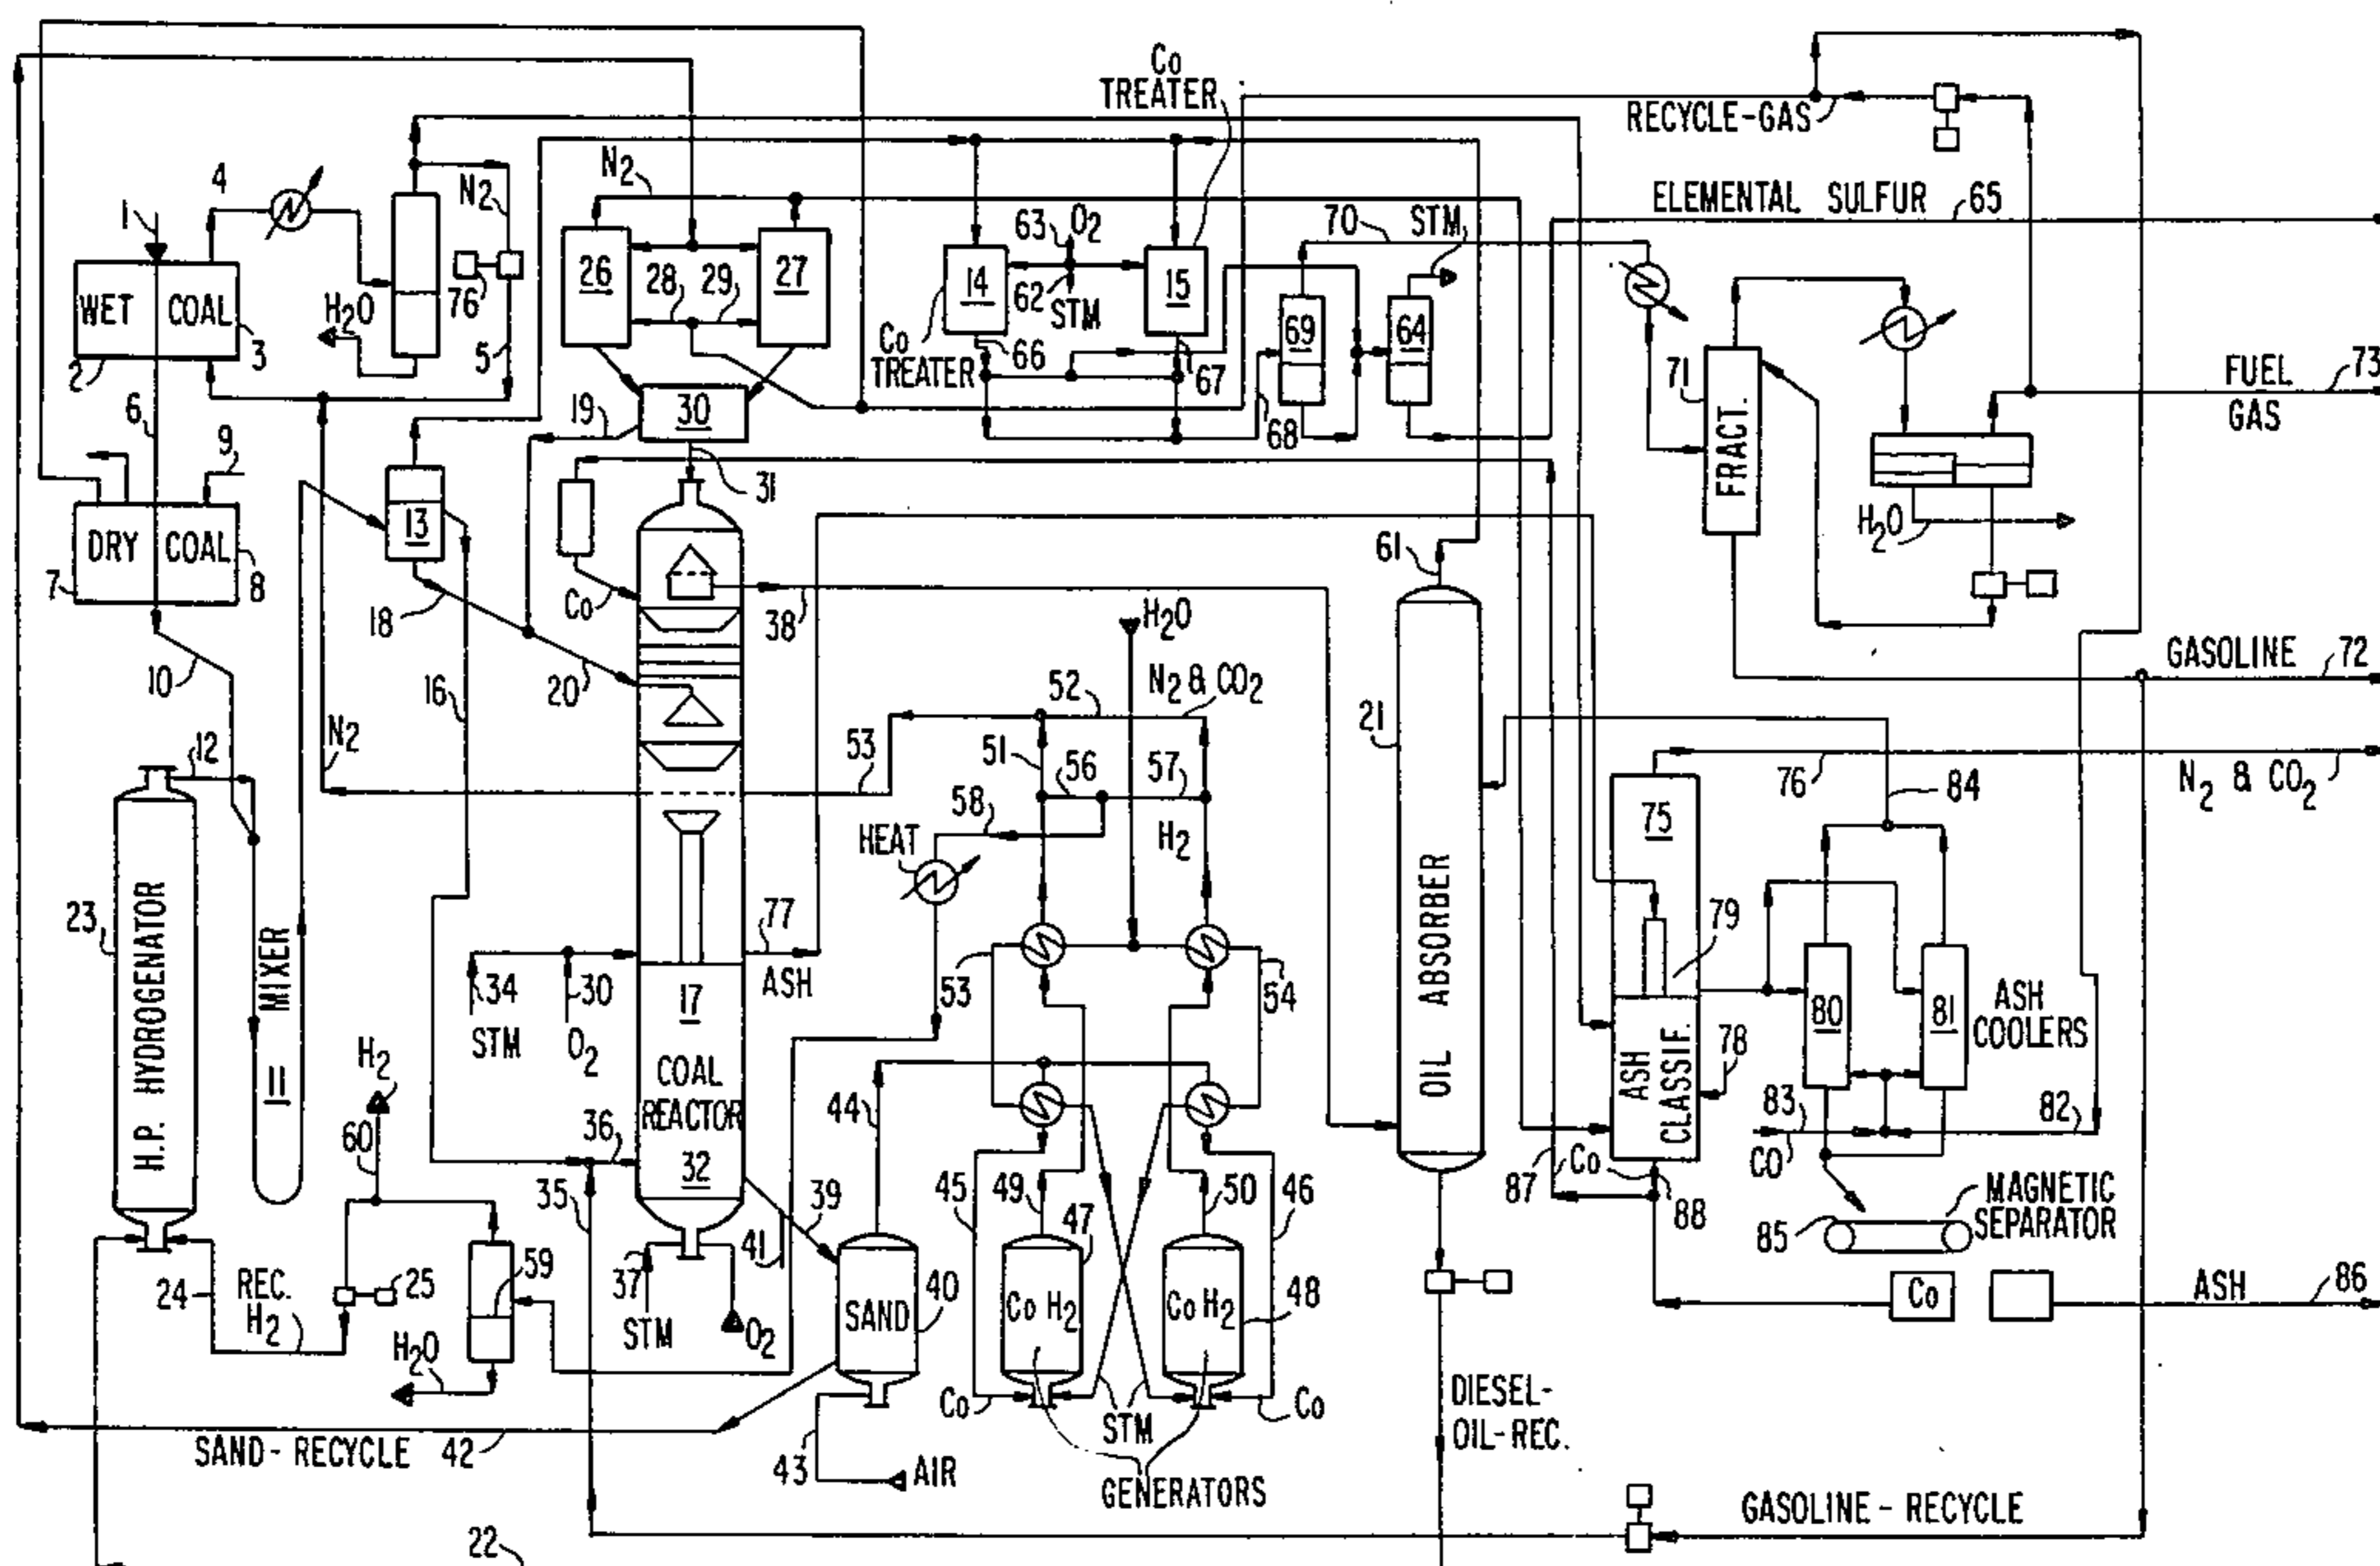 Co
TREATER
RECYCLE-GAS
N2
4
1
N2
ELEMENTAL SULFUR
65
70
STM
63
O2
26
28
29
27
14
62
STM
15
WET COAL
H2O
76
3
2
5
Co
TREATER
66
67
69
64
68
71
FRACT.
FUEL
GAS
73
6
9
19
30
31
13
DRY COAL
7
8
H2O
61
Co
38
18
20
10
16
H2O
GASOLINE
72
N2
12
52
N2 & CO2
53
51
56
57
58
21
76
N2 & CO2
84
75
HEAT
H2
23
H.P. HYDROGENATOR
MIXER
11
77
ASH
79
34
STM
30
O2
17
53
54
OIL ABSORBER
80
81
ASH
COOLERS
H2
COAL
REACTOR
32
44
ASH
CLASSIF.
78
83
CO
82
60
36
35
39
41
45
49
47
50
46
87
Co
88
MAGNETIC
SEPARATOR
85
24
REC.
H2
25
59
37
STM
O2
SAND
40
Co H2
Co H2
48
Co
ASH
86
H2O
Co
STM
Co
DIESEL-
OIL-REC.
SAND-RECYCLE
42
43
AIR
GENERATORS
GASOLINE-RECYCLE
22